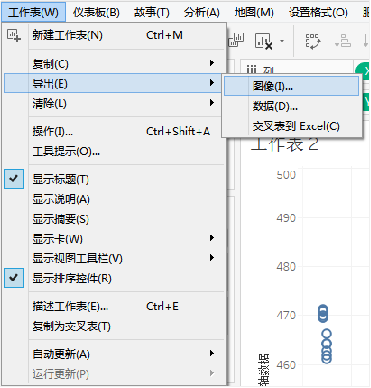 工作表(W) 仪表板(B) 故事(T) 分析(A) 地图(M) 设置格式(O)
新建工作表(N) Ctrl+M
复制(C)
导出(E)
清除(L)
操作(I)... Ctrl+Shift+A
工具提示(O)...
显示标题(T)
显示说明(A)
显示摘要(S)
显示卡(W)
显示视图工具栏(V)
显示排序控件(R)
描述工作表(E)... Ctrl+E
复制为交叉表(T)
自动更新(A)
运行更新(P)
列
图像(I)...
数据(D)...
交叉表到 Excel(C)
工作表 2
500
490
480
470
460
轴数据